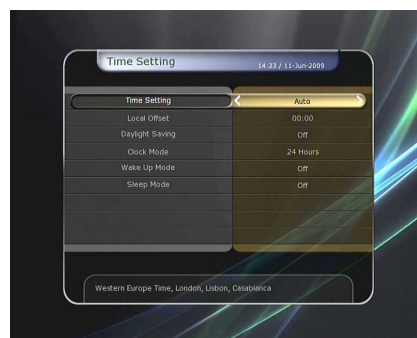 Time Setting
14:23 / 11-Jun-2009
Time Setting Auto
Local Offset 00:00
Daylight Saving Off
Clock Mode 24 Hours
Wake Up Mode Off
Sleep Mode Off
Western Europe Time, London, Lisbon, Casablanca